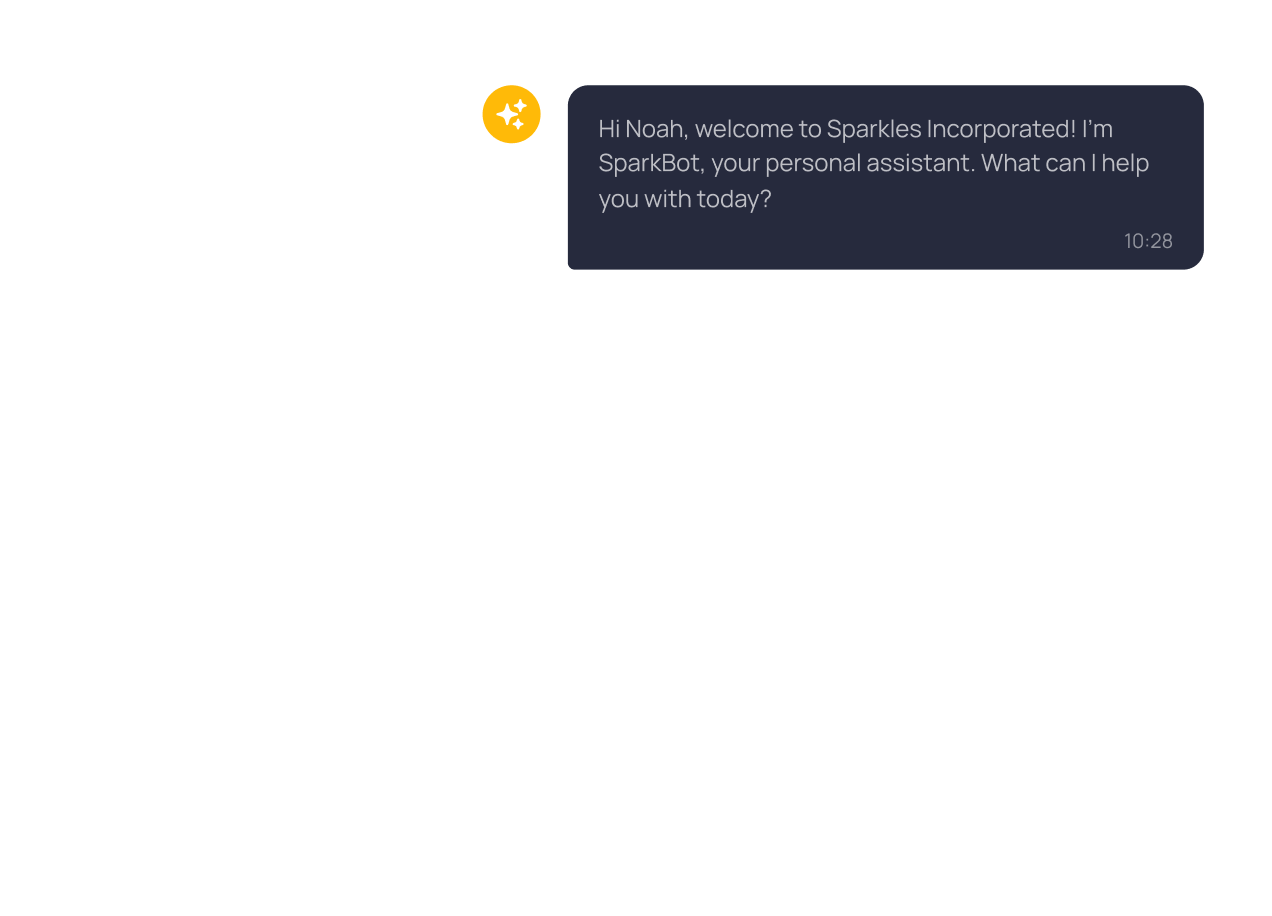 Hi Noah, welcome to Sparkles Incorporated! I’m
SparkBot, your personal assistant. What can I help
you with today?
10:28